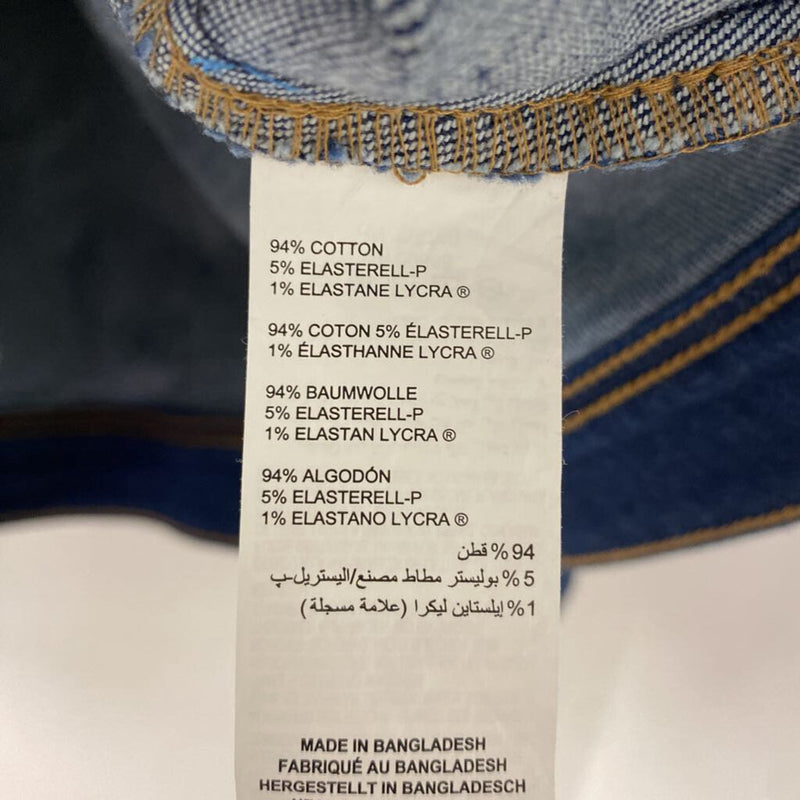 94% COTTON
5% ELASTERELL-P
1% ELASTANE LYCRA ®
94% COTON 5% ÉLASTERELL-P
1% ÉLASTHANNE LYCRA ®
94% BAUMWOLLE
5% ELASTERELL-P
1% ELASTAN LYCRA ®
94% ALGODÓN
5% ELASTERELL-P
1% ELASTANO LYCRA ®
94 % قطن
5 % بوليستر مطاط مصنع/اليستريل-پ
1% إيلستاين ليكرا (علامة مسجلة)
MADE IN BANGLADESH
FABRIQUÉ AU BANGLADESH
HERGESTELLT IN BANGLADESCH